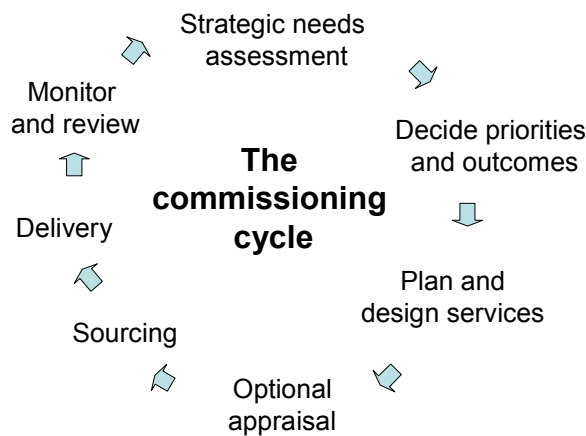 Strategic needs
assessment
Decide priorities
and outcomes
Plan and
design services
Optional
appraisal
Sourcing
Delivery
Monitor
and review
The
commissioning
cycle